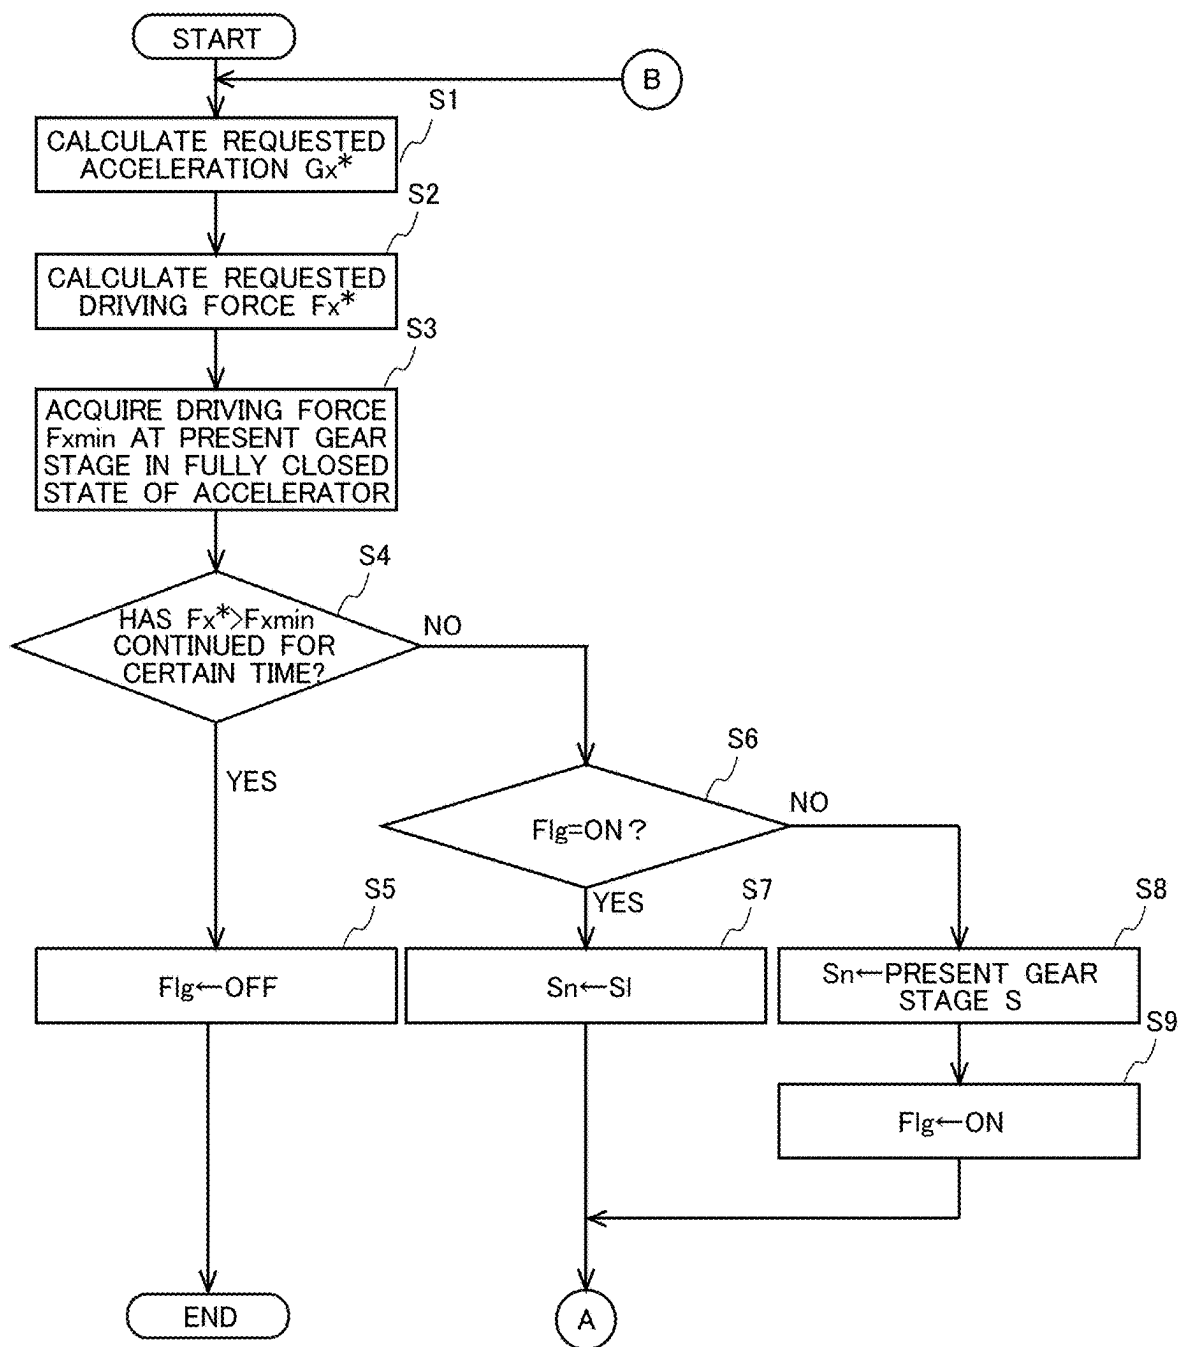 START
B
S1
CALCULATE REQUESTED
ACCELERATION Gx*
S2
CALCULATE REQUESTED
DRIVING FORCE Fx*
S3
ACQUIRE DRIVING FORCE
Fxmin AT PRESENT GEAR
STAGE IN FULLY CLOSED
STATE OF ACCELERATOR
S4
HAS Fx*>Fxmin
CONTINUED FOR
CERTAIN TIME?
NO
YES
S6
Flg=ON?
NO
YES
S5
Flg←OFF
S7
Sn←Sl
S8
Sn←PRESENT GEAR
STAGE S
S9
Flg←ON
END
A